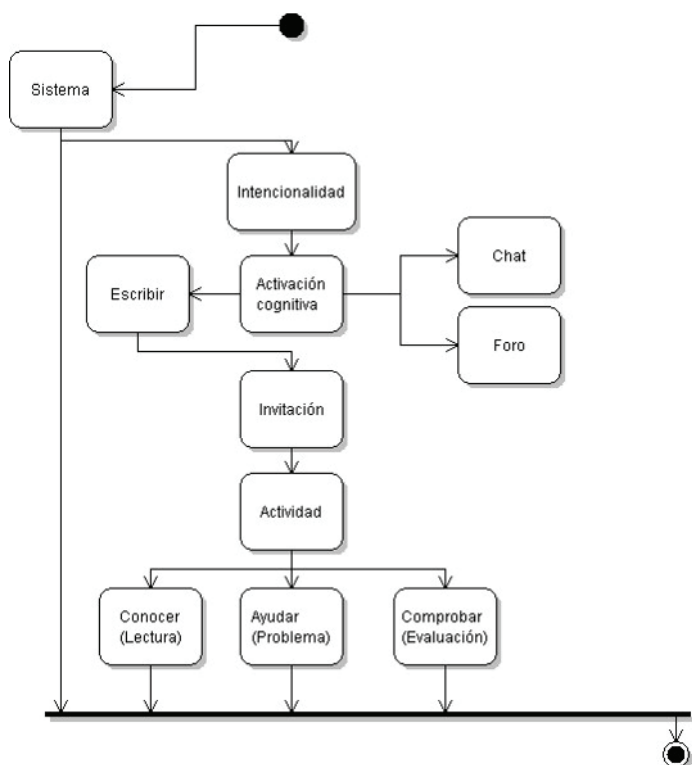 Sistema
Intencionalidad
Chat
Escribir
Activación
cognitiva
Foro
Invitación
Actividad
Conocer
(Lectura)
Ayudar
(Problema)
Comprobar
(Evaluación)